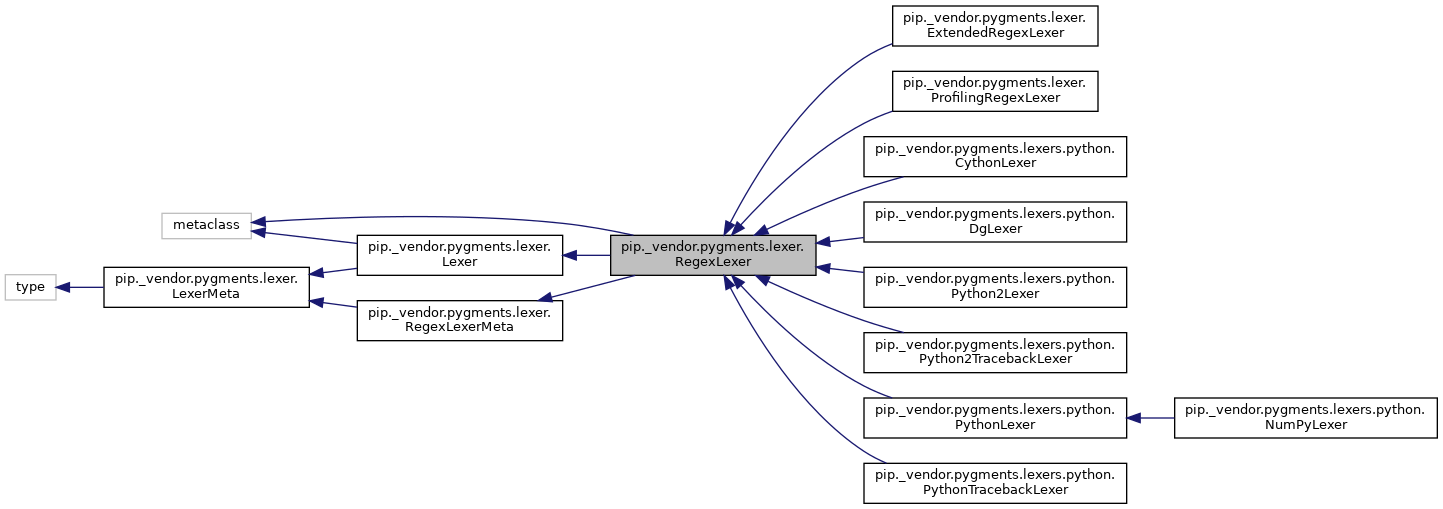 type
pip._vendor.pygments.lexer.
LexerMeta
metaclass
pip._vendor.pygments.lexer.
Lexer
pip._vendor.pygments.lexer.
RegexLexerMeta
pip._vendor.pygments.lexer.
RegexLexer
pip._vendor.pygments.lexer.
ExtendedRegexLexer
pip._vendor.pygments.lexer.
ProfilingRegexLexer
pip._vendor.pygments.lexers.python.
CythonLexer
pip._vendor.pygments.lexers.python.
DgLexer
pip._vendor.pygments.lexers.python.
Python2Lexer
pip._vendor.pygments.lexers.python.
Python2TracebackLexer
pip._vendor.pygments.lexers.python.
PythonLexer
pip._vendor.pygments.lexers.python.
NumPyLexer
pip._vendor.pygments.lexers.python.
PythonTracebackLexer